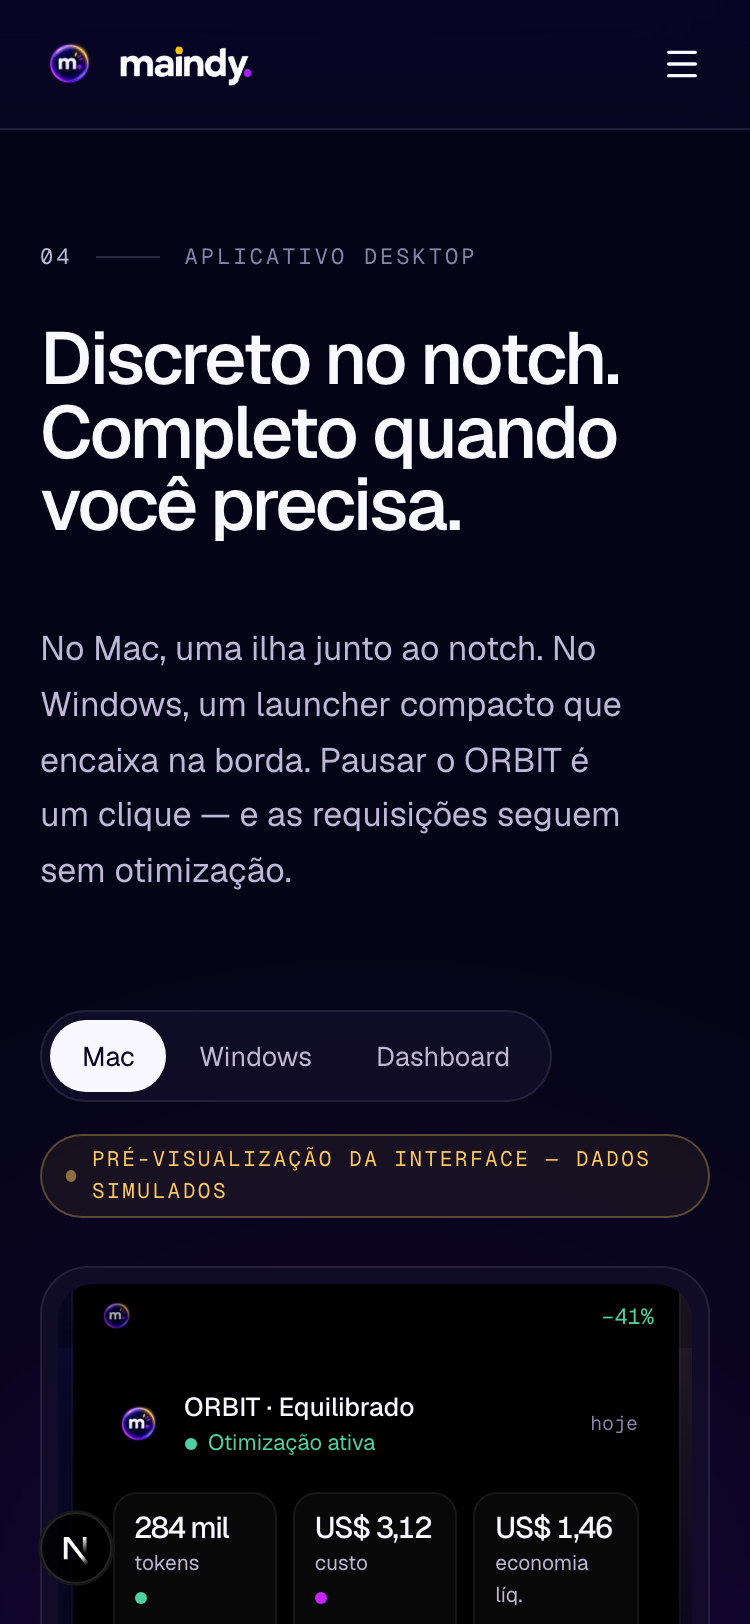 m.
maindy.
04 — APLICATIVO DESKTOP
Discreto no notch.
Completo quando
você precisa.
No Mac, uma ilha junto ao notch. No
Windows, um launcher compacto que
encaixa na borda. Pausar o ORBIT é
um clique — e as requisições seguem
sem otimização.
Mac Windows Dashboard
PRÉ-VISUALIZAÇÃO DA INTERFACE — DADOS
SIMULADOS
m. −41%
ORBIT · Equilibrado
m. hoje
Otimização ativa
284 mil US$ 3,12 US$ 1,46
tokens custo economia
líq.
N